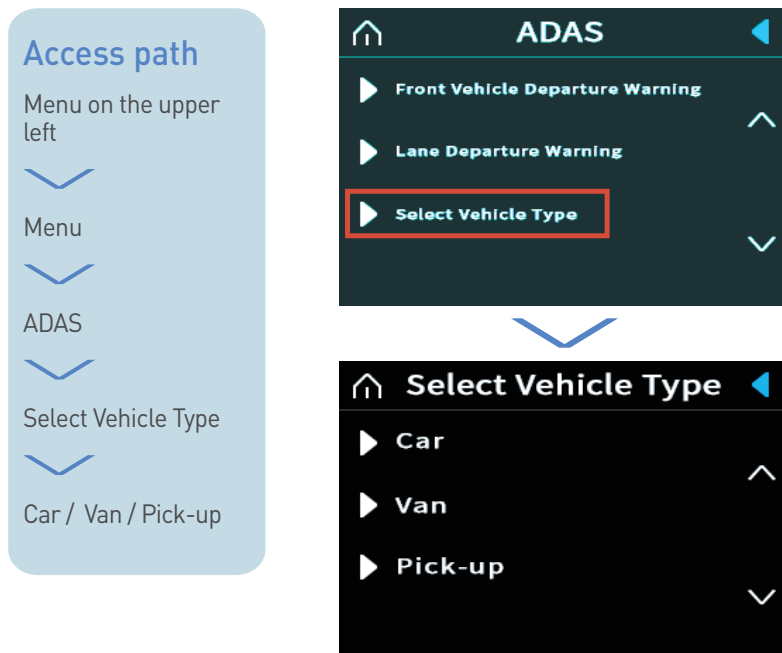 Access path
Menu on the upper
left
Menu
ADAS
Select Vehicle Type
Car / Van / Pick-up
ADAS
Front Vehicle Departure Warning
Lane Departure Warning
Select Vehicle Type
Select Vehicle Type
Car
Van
Pick-up